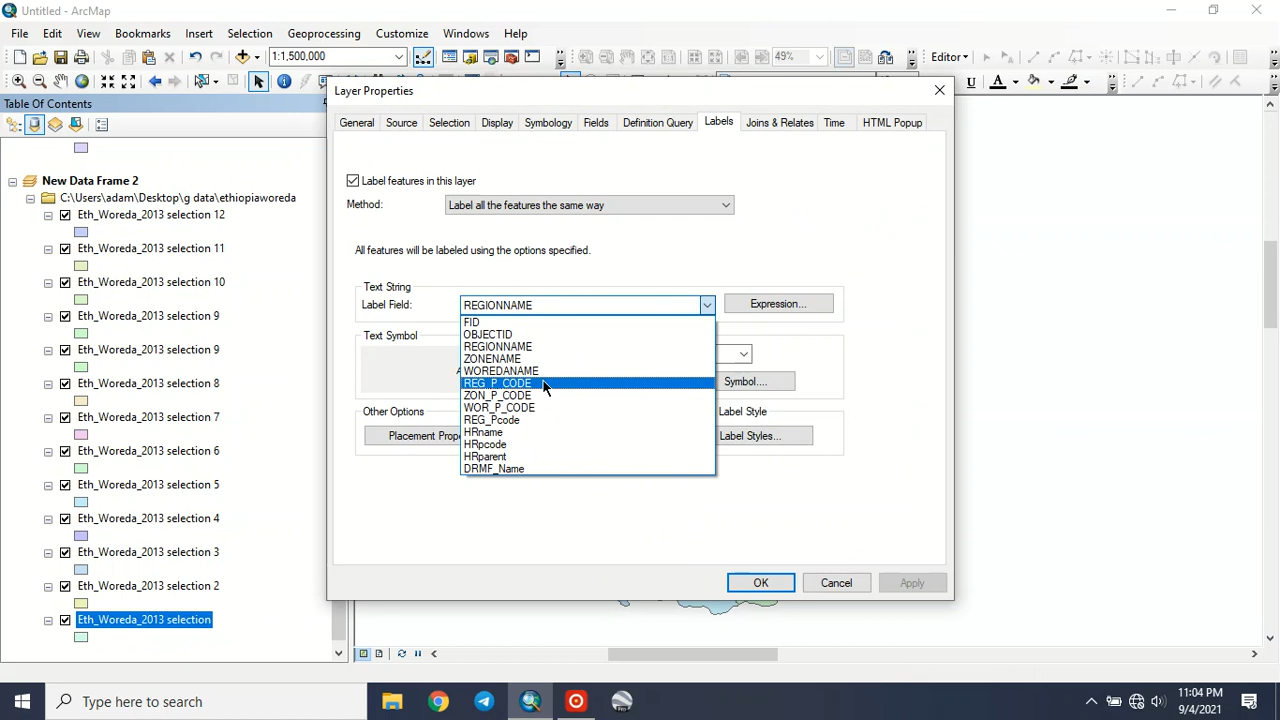 Untitled - ArcMap
File Edit View Bookmarks Insert Selection Geoprocessing Customize Windows Help
1:1,500,000
49%
Editor
U A
Table Of Contents
New Data Frame 2
C:\Users\adam\Desktop\g data\ethiopiaworeda
Eth_Woreda_2013 selection 12
Eth_Woreda_2013 selection 11
Eth_Woreda_2013 selection 10
Eth_Woreda_2013 selection 9
Eth_Woreda_2013 selection 9
Eth_Woreda_2013 selection 8
Eth_Woreda_2013 selection 7
Eth_Woreda_2013 selection 6
Eth_Woreda_2013 selection 5
Eth_Woreda_2013 selection 4
Eth_Woreda_2013 selection 3
Eth_Woreda_2013 selection 2
Eth_Woreda_2013 selection
Layer Properties
General Source Selection Display Symbology Fields Definition Query Labels Joins & Relates Time HTML Popup
Label features in this layer
Method: Label all the features the same way
All features will be labeled using the options specified.
Text String
Label Field: REGIONNAME Expression...
FID
OBJECTID
REGIONNAME
ZONENAME
WOREDANAME
REG_P_CODE
ZON_P_CODE
WOR_P_CODE
REG_Pcode
HRname
HRpcode
HRparent
DRMF_Name
Text Symbol
Symbol....
Other Options
Placement Prope
Label Style
Label Styles...
OK Cancel Apply
Type here to search
11:04 PM
9/4/2021